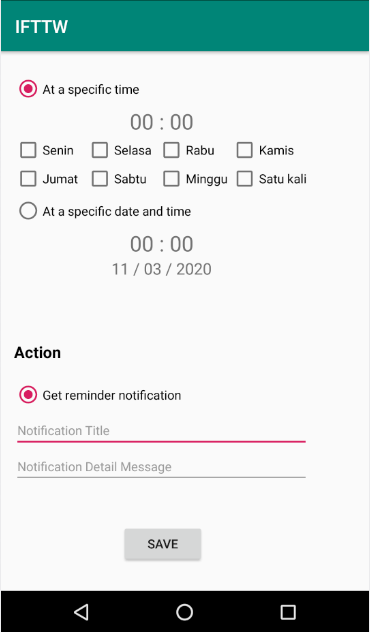 IFTTW
At a specific time
00 : 00
Senin Selasa Rabu Kamis
Jumat Sabtu Minggu Satu kali
At a specific date and time
00 : 00
11 / 03 / 2020
Action
Get reminder notification
Notification Title
Notification Detail Message
SAVE